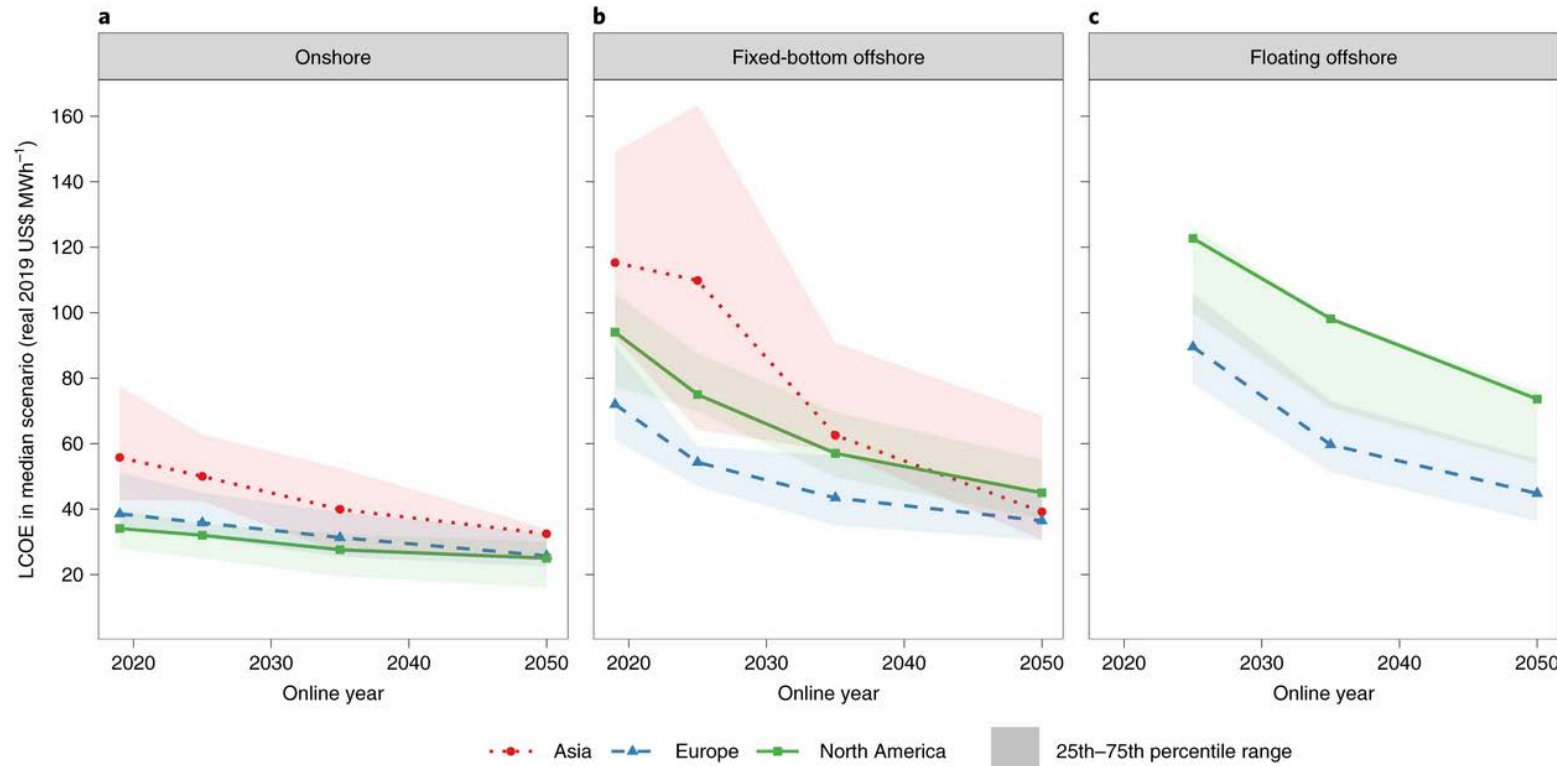 a
b
c
Onshore
Fixed-bottom offshore
Floating offshore
LCOE in median scenario (real 2019 US$ MWh⁻¹)
160
140
120
100
80
60
40
20
2020 2030 2040 2050
2020 2030 2040 2050
2020 2030 2040 2050
Online year
Online year
Online year
Asia
Europe
North America
25th–75th percentile range